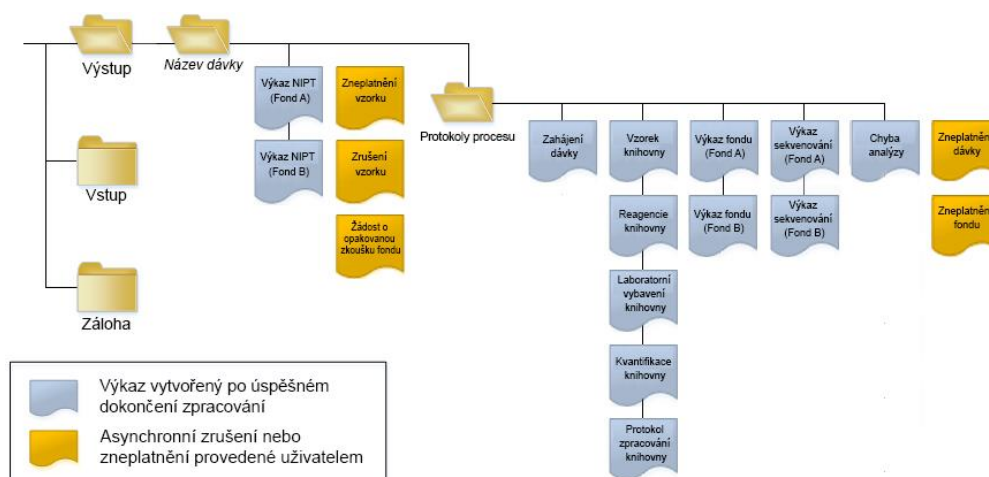 Výstup
Název dávky
Výkaz NIPT
(Fond A)
Výkaz NIPT
(Fond B)
Zneplatnění
vzorku
Zrušení
vzorku
Žádost o
opakovanou
zkoušku fondu
Protokoly procesu
Zahájení
dávky
Vzorek
knihovny
Reagencie
knihovny
Laboratorní
vybavení
knihovny
Kvantifikace
knihovny
Protokol
zpracování
knihovny
Výkaz fondu
(Fond A)
Výkaz fondu
(Fond B)
Výkaz
sekvenování
(Fond A)
Výkaz
sekvenování
(Fond B)
Chyba
analýzy
Zneplatnění
dávky
Zneplatnění
fondu
Vstup
Záloha
Výkaz vytvořený po úspěšném
dokončení zpracování
Asynchronní zrušení nebo
zneplatnění provedené uživatelem